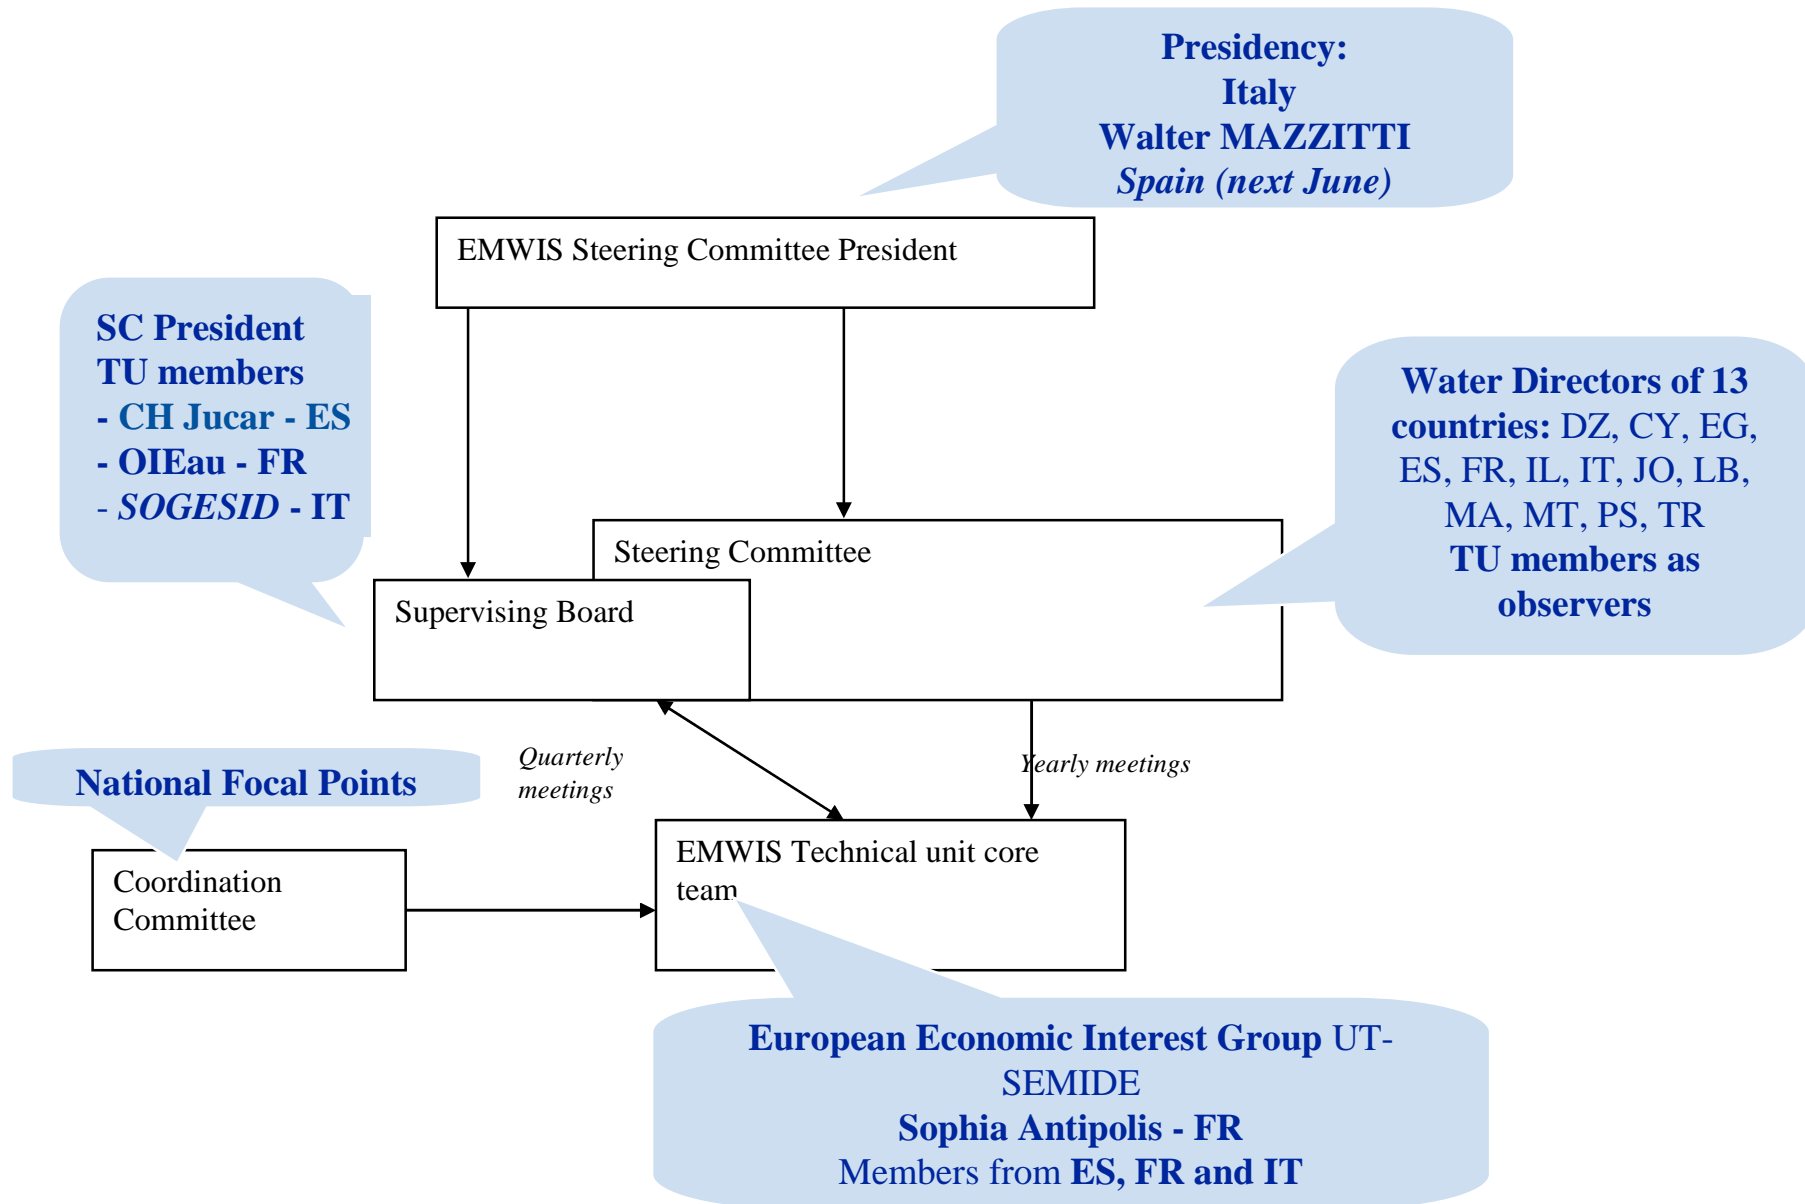 Presidency:
Italy
Walter MAZZITTI
Spain (next June)
EMWIS Steering Committee President
SC President
TU members
- CH Jucar - ES
- OIEau - FR
- SOGESID - IT
Water Directors of 13
countries: DZ, CY, EG,
ES, FR, IL, IT, JO, LB,
MA, MT, PS, TR
TU members as
observers
Steering Committee
Supervising Board
Quarterly
meetings
Yearly meetings
National Focal Points
Coordination
Committee
EMWIS Technical unit core
team
European Economic Interest Group UT-
SEMIDE
Sophia Antipolis - FR
Members from ES, FR and IT